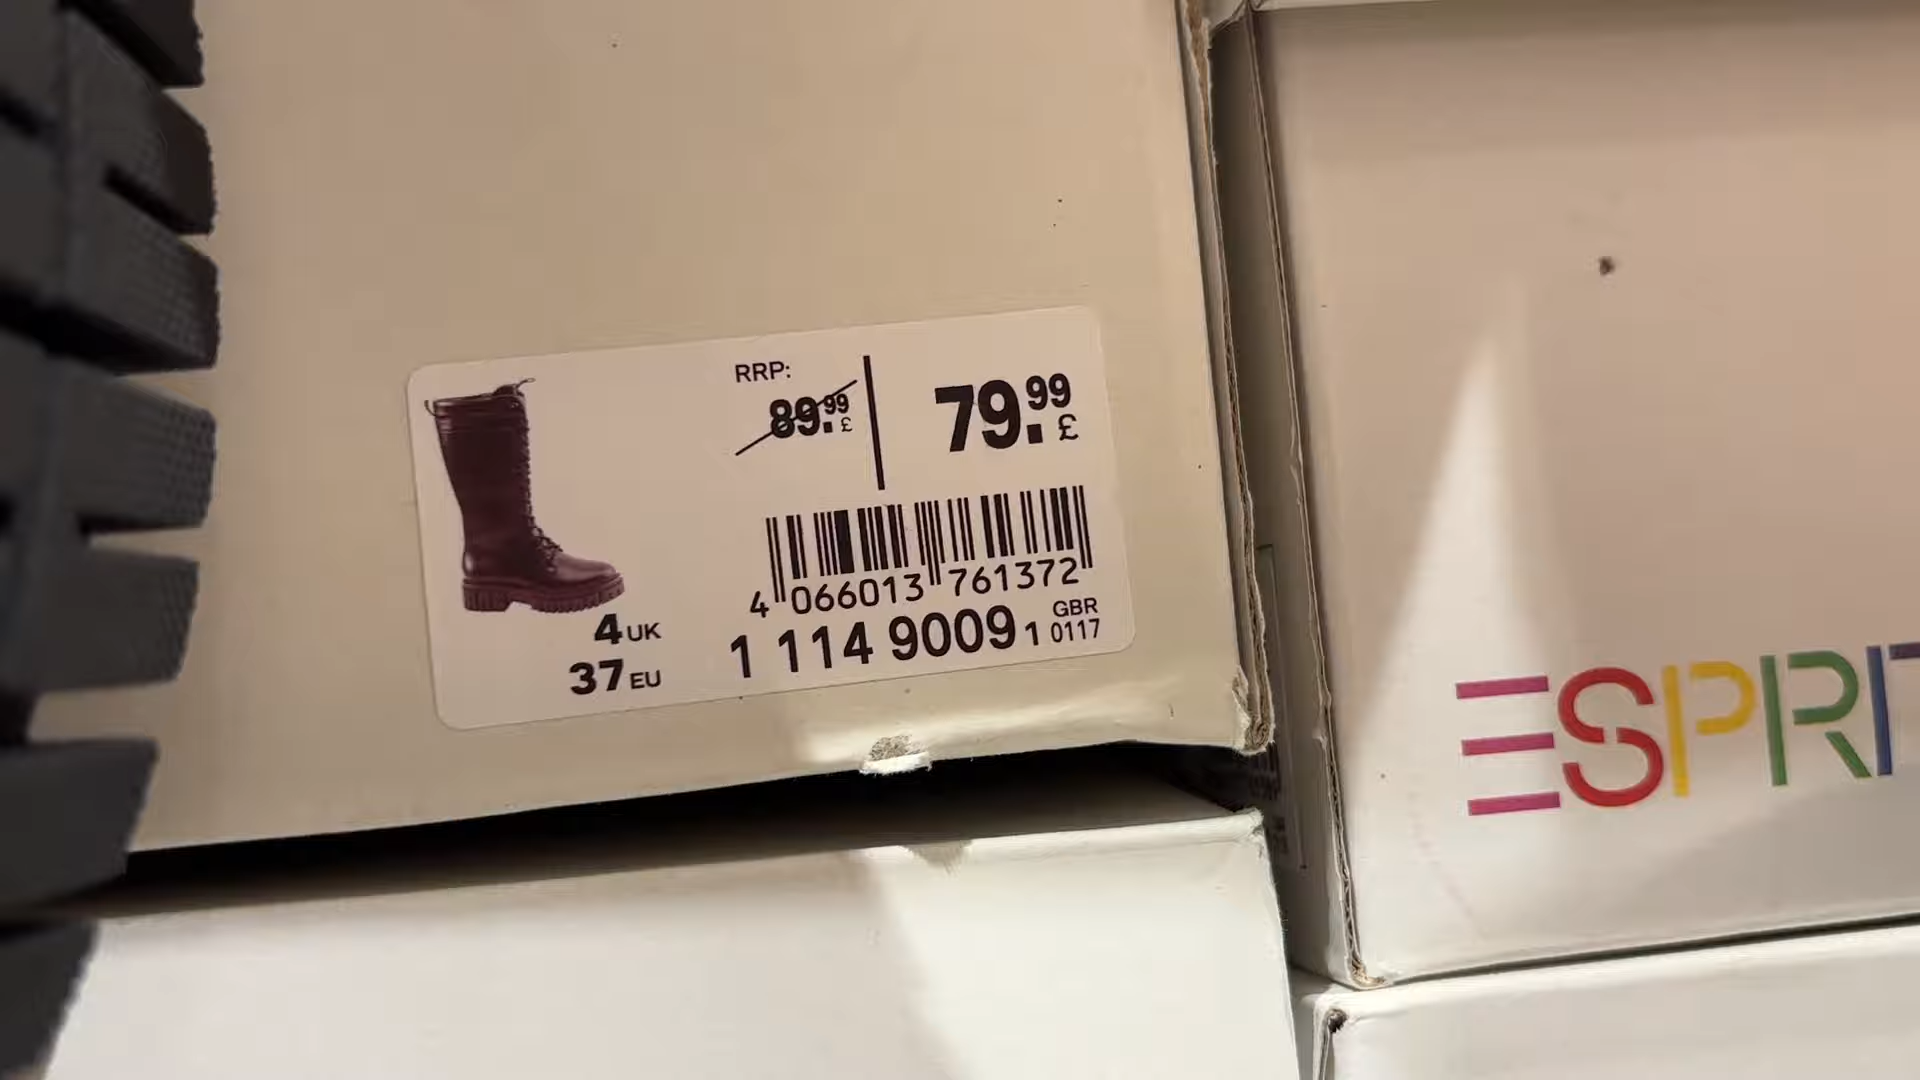 RRP:
89.99 £
79.99 £
4 066013 761372
4 UK
37 EU
1 114 9009 1
GBR
0117
ESPRIT